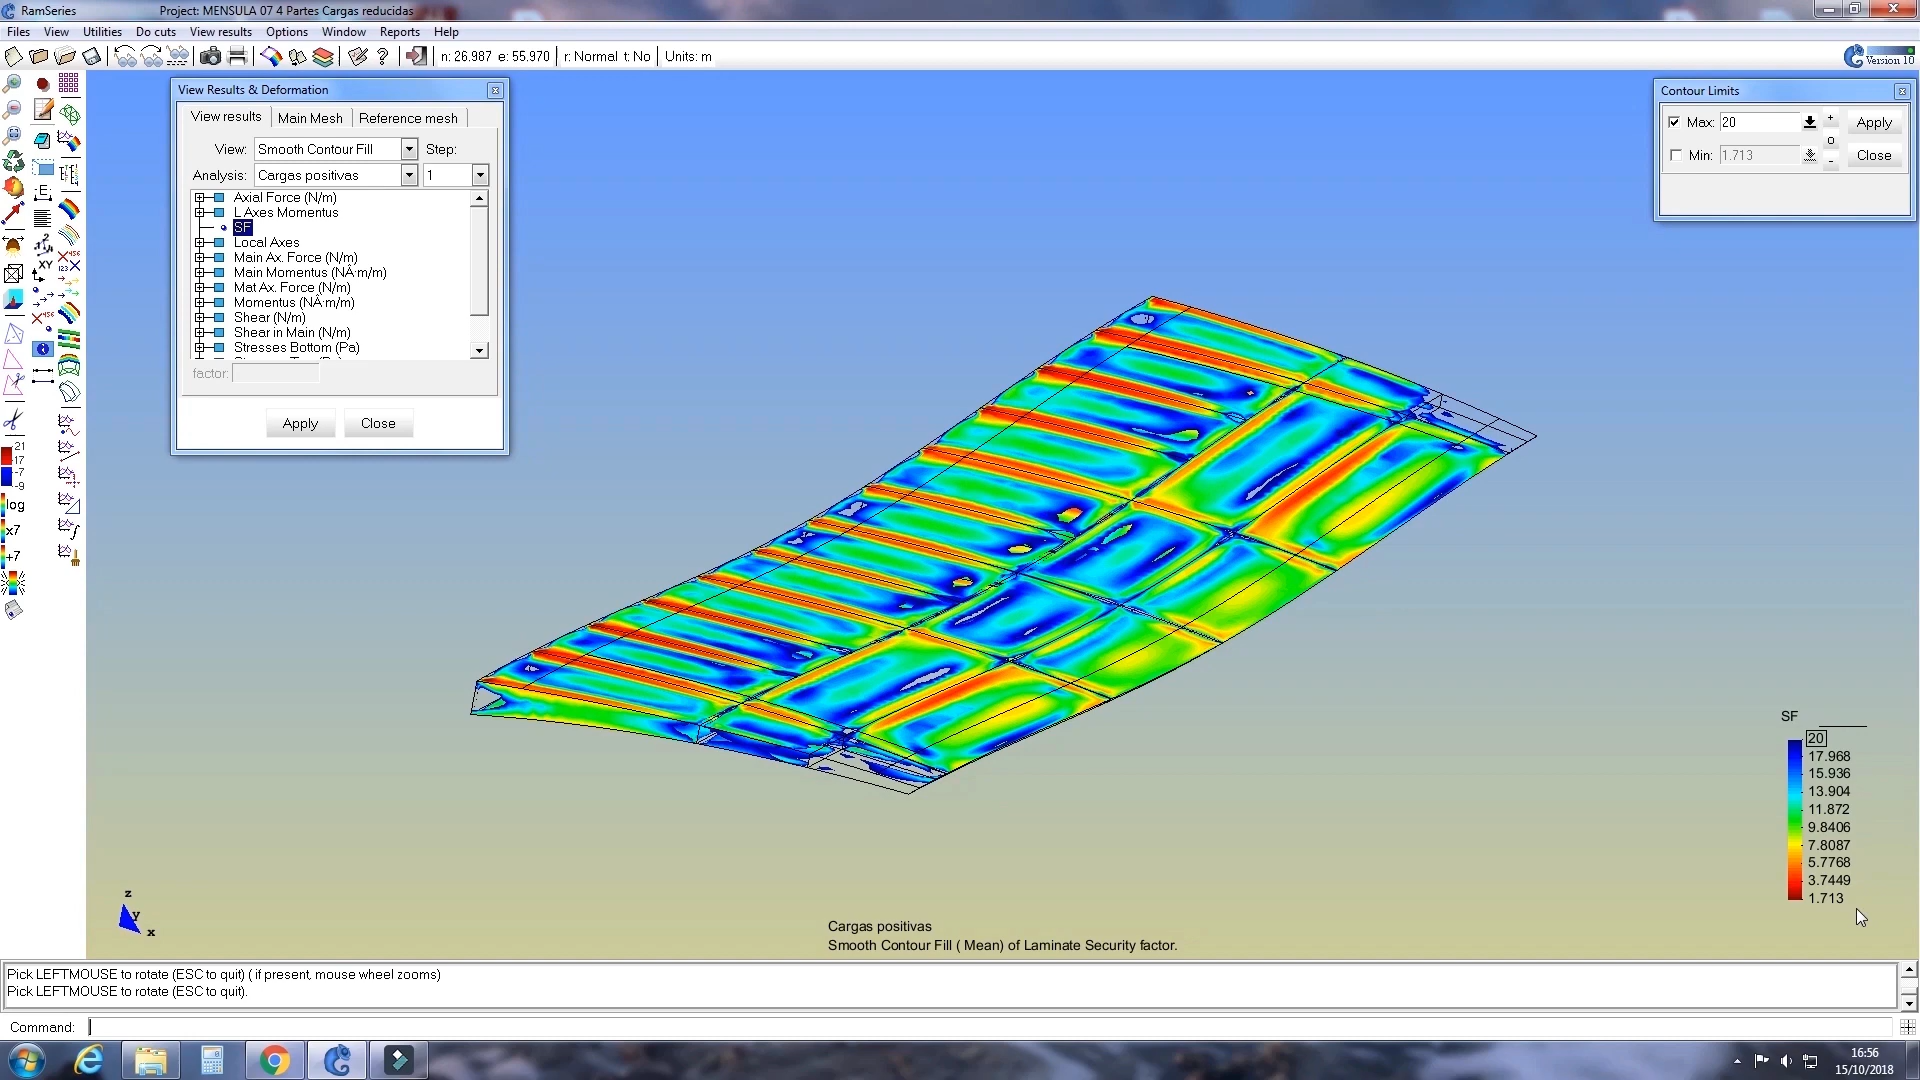 RamSeries Project: MENSULA 07 4 Partes Cargas reducidas
Files View Utilities Do cuts View results Options Window Reports Help
n: 26.987 e: 55.970 r: Normal t: No Units: m
Version 10
View Results & Deformation
View results Main Mesh Reference mesh
View: Smooth Contour Fill Step:
Analysis: Cargas positivas 1
Axial Force (N/m)
L Axes Momentus
SF
Local Axes
Main Ax. Force (N/m)
Main Momentus (NÂ·m/m)
Mat Ax. Force (N/m)
Momentus (NÂ·m/m)
Shear (N/m)
Shear in Main (N/m)
Stresses Bottom (Pa)
factor:
Apply Close
Contour Limits
Max: 20 + Apply
o
Min: 1.713 - Close
E
XY
21
17
-7
-9
log
x7
+7
SF
20
17.968
15.936
13.904
11.872
9.8406
7.8087
5.7768
3.7449
1.713
z
y
x
Cargas positivas
Smooth Contour Fill ( Mean) of Laminate Security factor.
Pick LEFTMOUSE to rotate (ESC to quit) ( if present, mouse wheel zooms)
Pick LEFTMOUSE to rotate (ESC to quit).
Command:
16:56
15/10/2018